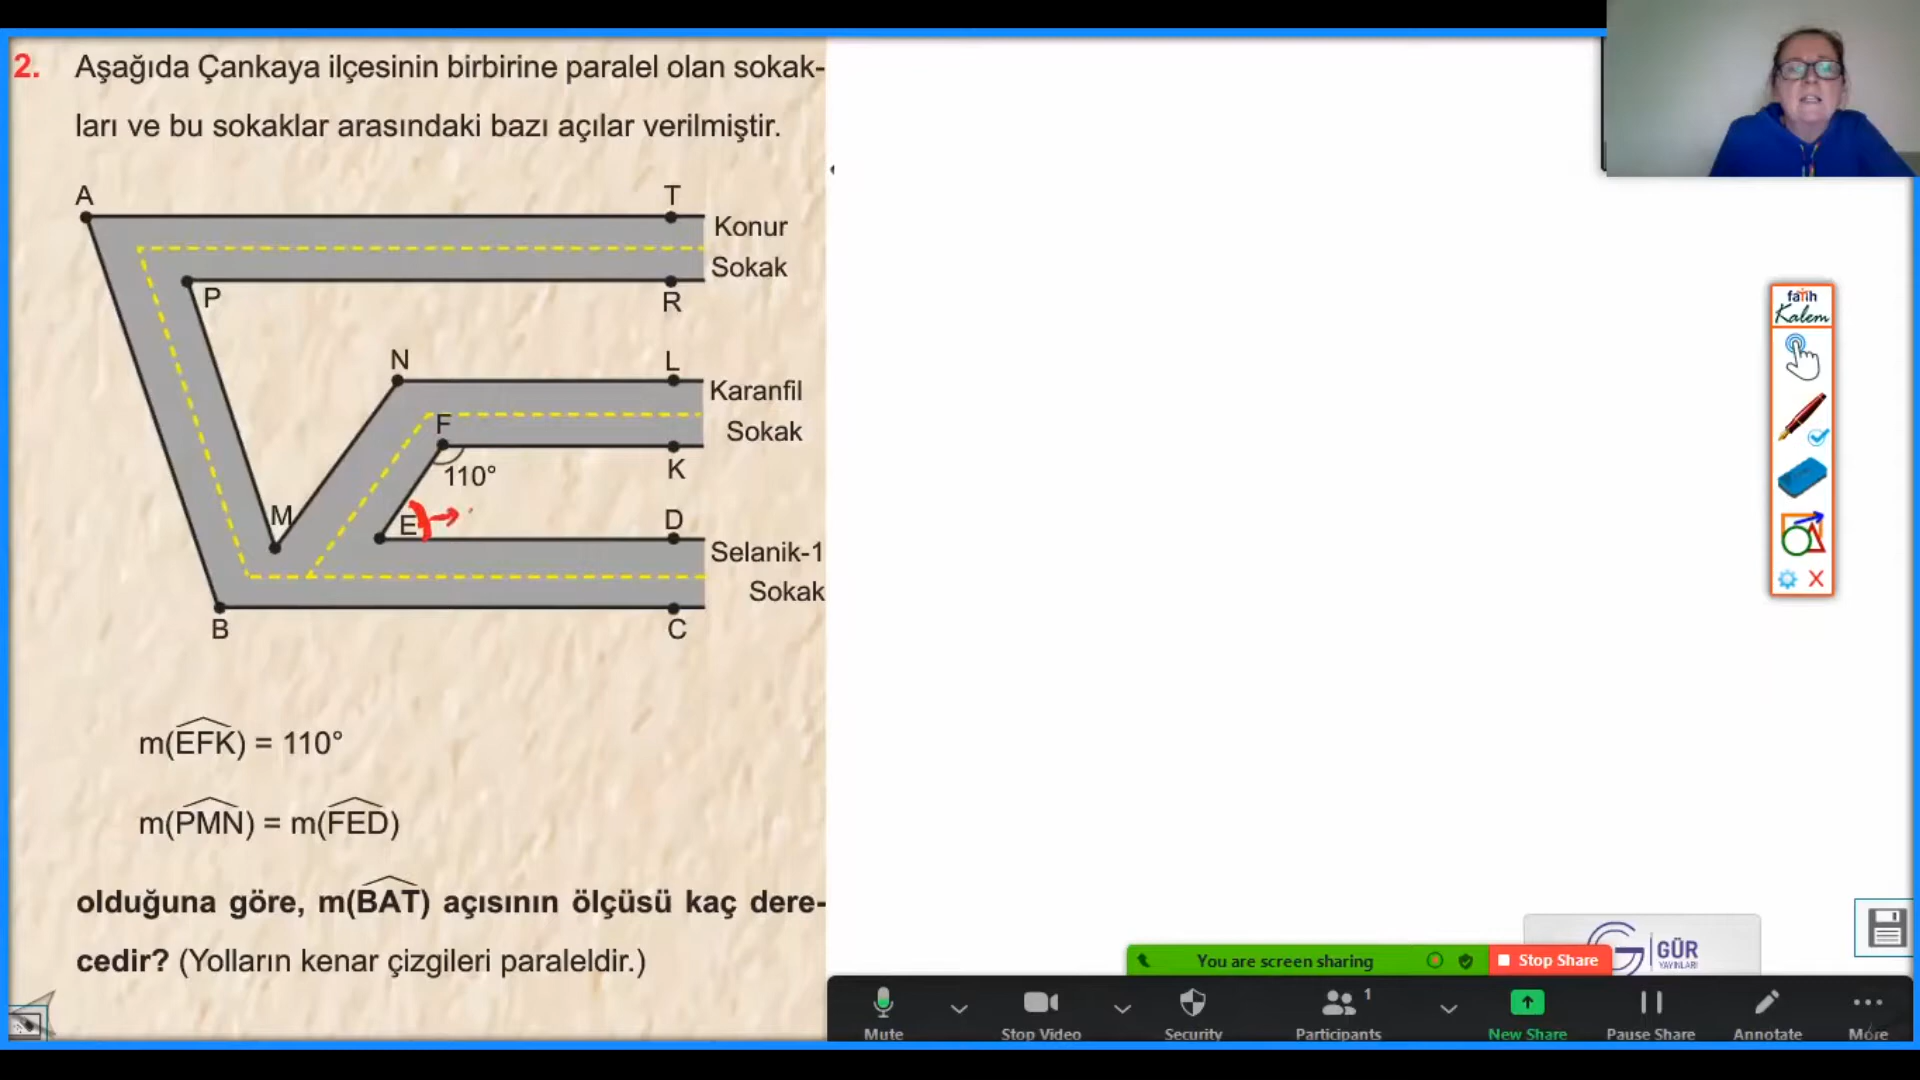 2. Aşağıda Çankaya ilçesinin birbirine paralel olan sokak-
ları ve bu sokaklar arasındaki bazı açılar verilmiştir.
A
T
Konur
Sokak
P
R
N
L
Karanfil
Sokak
F
110°
K
M
E
D
Selanik-1
Sokak
B
C
m(EFK) = 110°
m(PMN) = m(FED)
olduğuna göre, m(BAT) açısının ölçüsü kaç dere-
cedir? (Yolların kenar çizgileri paraleldir.)
fatih
Kalem
GÜR
YAYINLARI
You are screen sharing
Stop Share
Mute
Stop Video
Security
1
Participants
New Share
Pause Share
Annotate
More